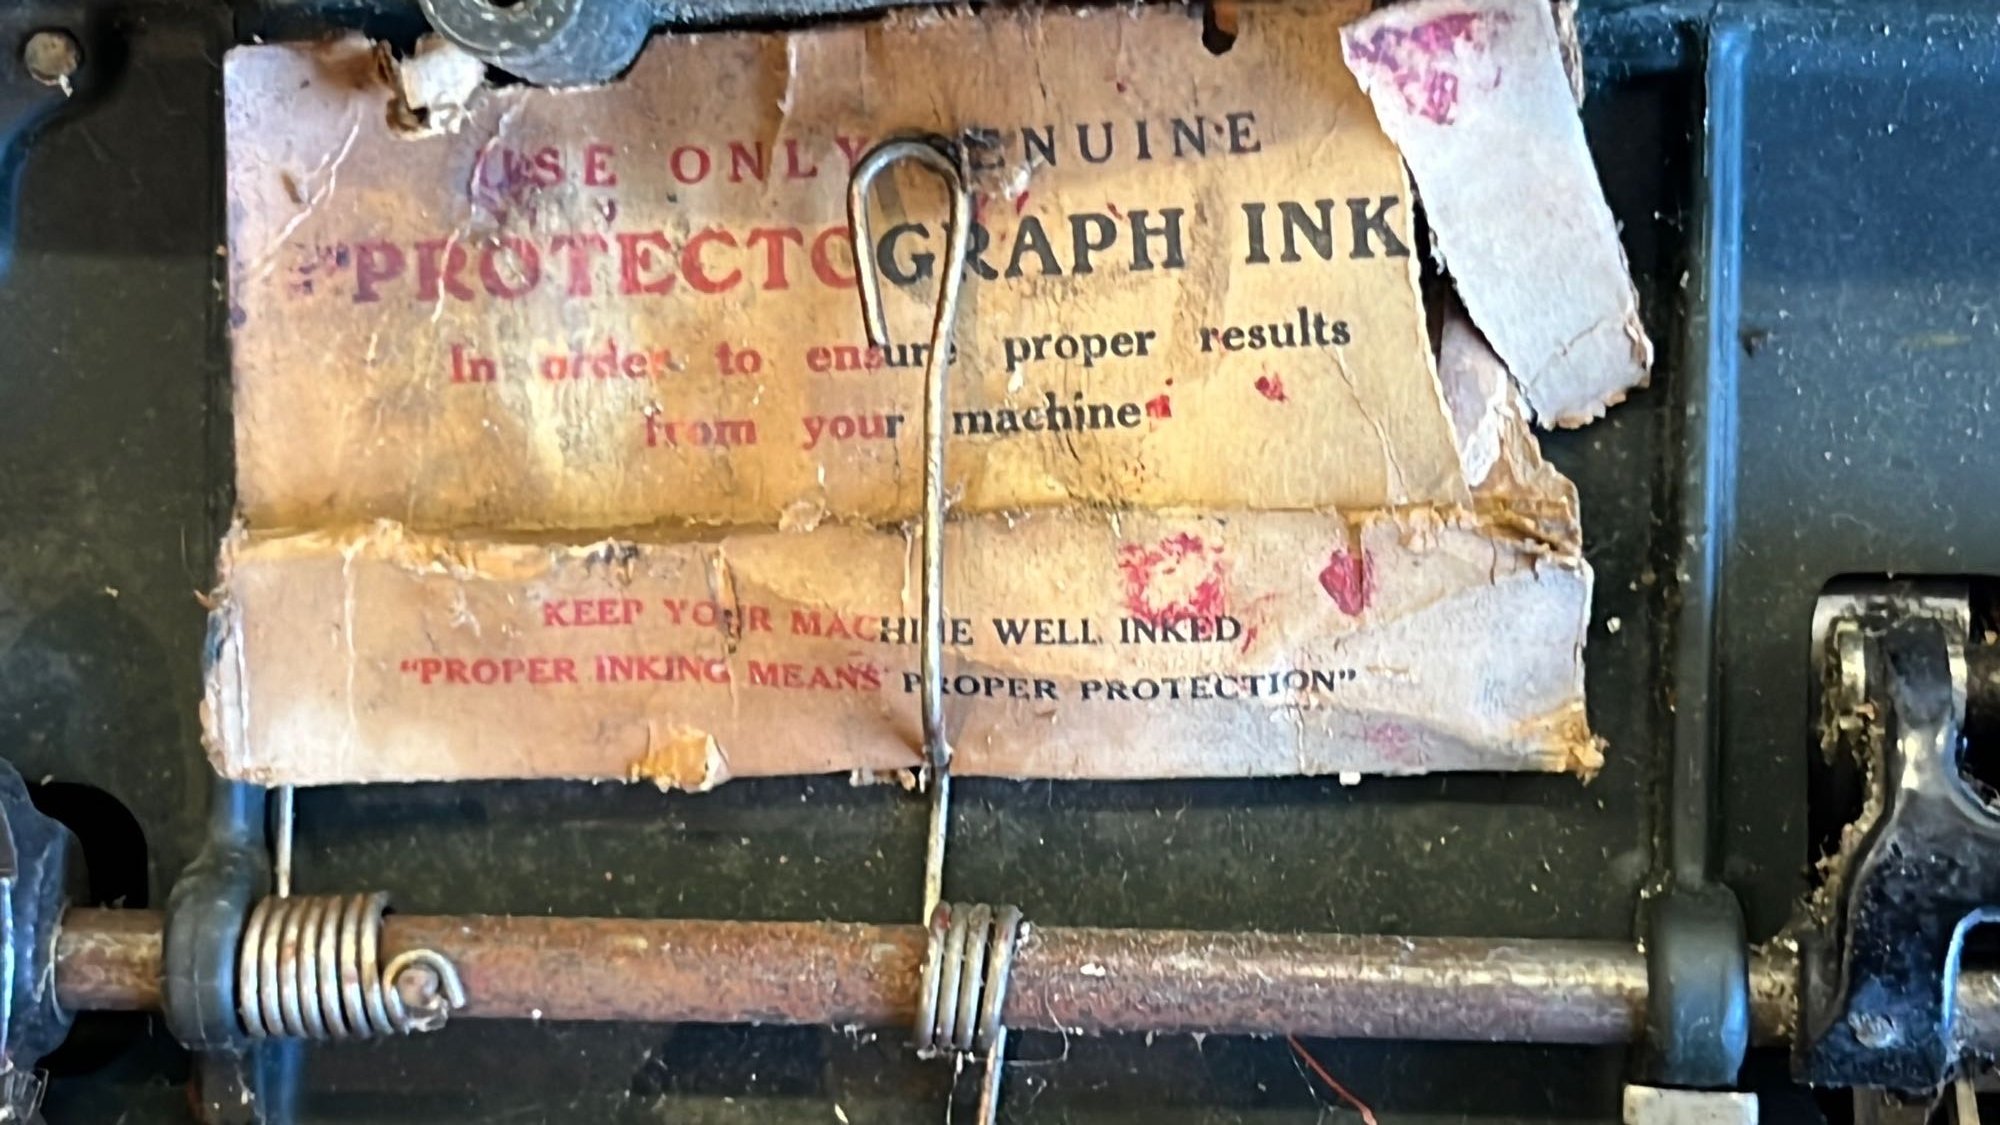 USE ONLY GENUINE
"PROTECTOGRAPH INK
In order to ensure proper results
from your machine
KEEP YOUR MACHINE WELL INKED,
"PROPER INKING MEANS PROPER PROTECTION"